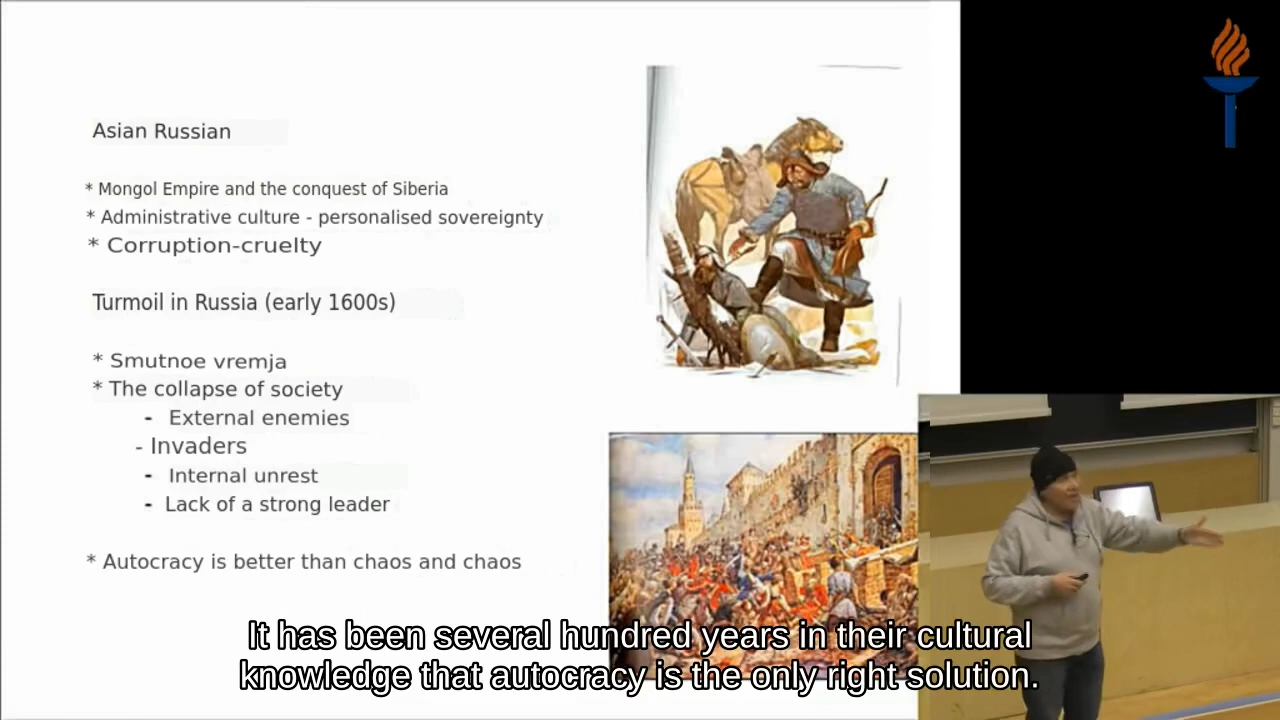 Asian Russian
* Mongol Empire and the conquest of Siberia
* Administrative culture - personalised sovereignty
* Corruption-cruelty
Turmoil in Russia (early 1600s)
* Smutnoe vremja
* The collapse of society
- External enemies
- Invaders
- Internal unrest
- Lack of a strong leader
* Autocracy is better than chaos and chaos
It has been several hundred years in their cultural
knowledge that autocracy is the only right solution.